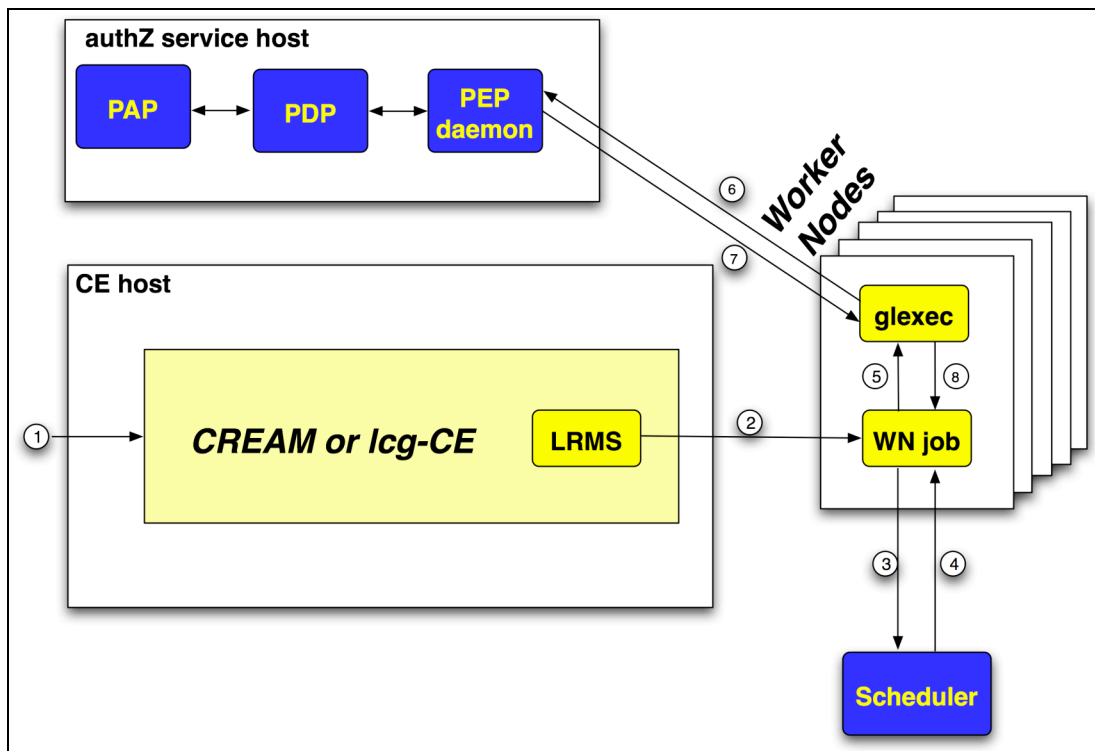 authZ service host
PAP
PDP
PEP
daemon
6
7
Worker
Nodes
CE host
glexec
5
8
1
CREAM or lcg-CE
LRMS
2
WN job
3
4
Scheduler